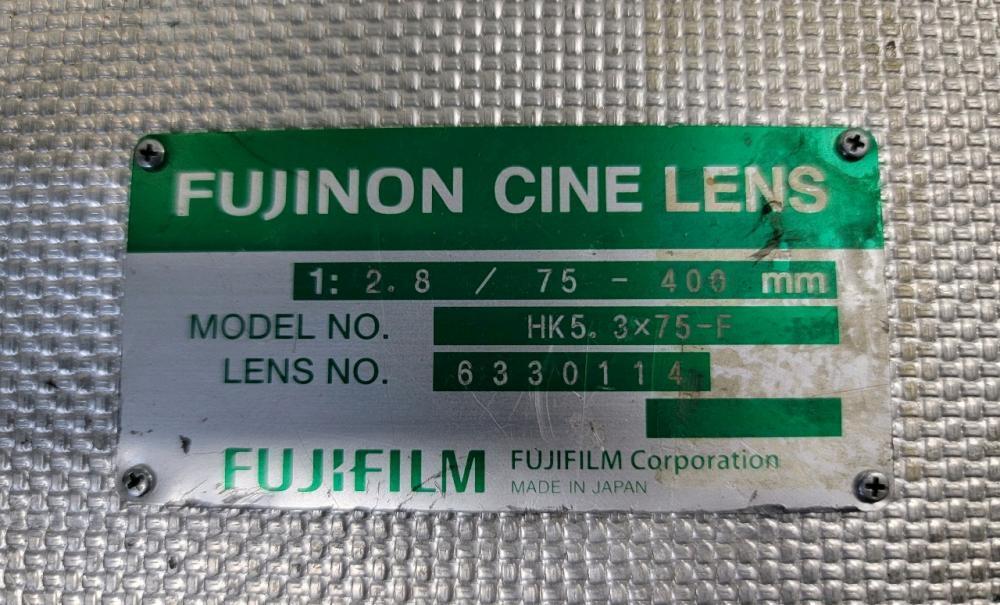 FUJINON CINE LENS
1: 2.8 / 75 - 400 mm
MODEL NO. HK5.3×75-F
LENS NO. 6330114
FUJIFILM FUJIFILM Corporation
MADE IN JAPAN